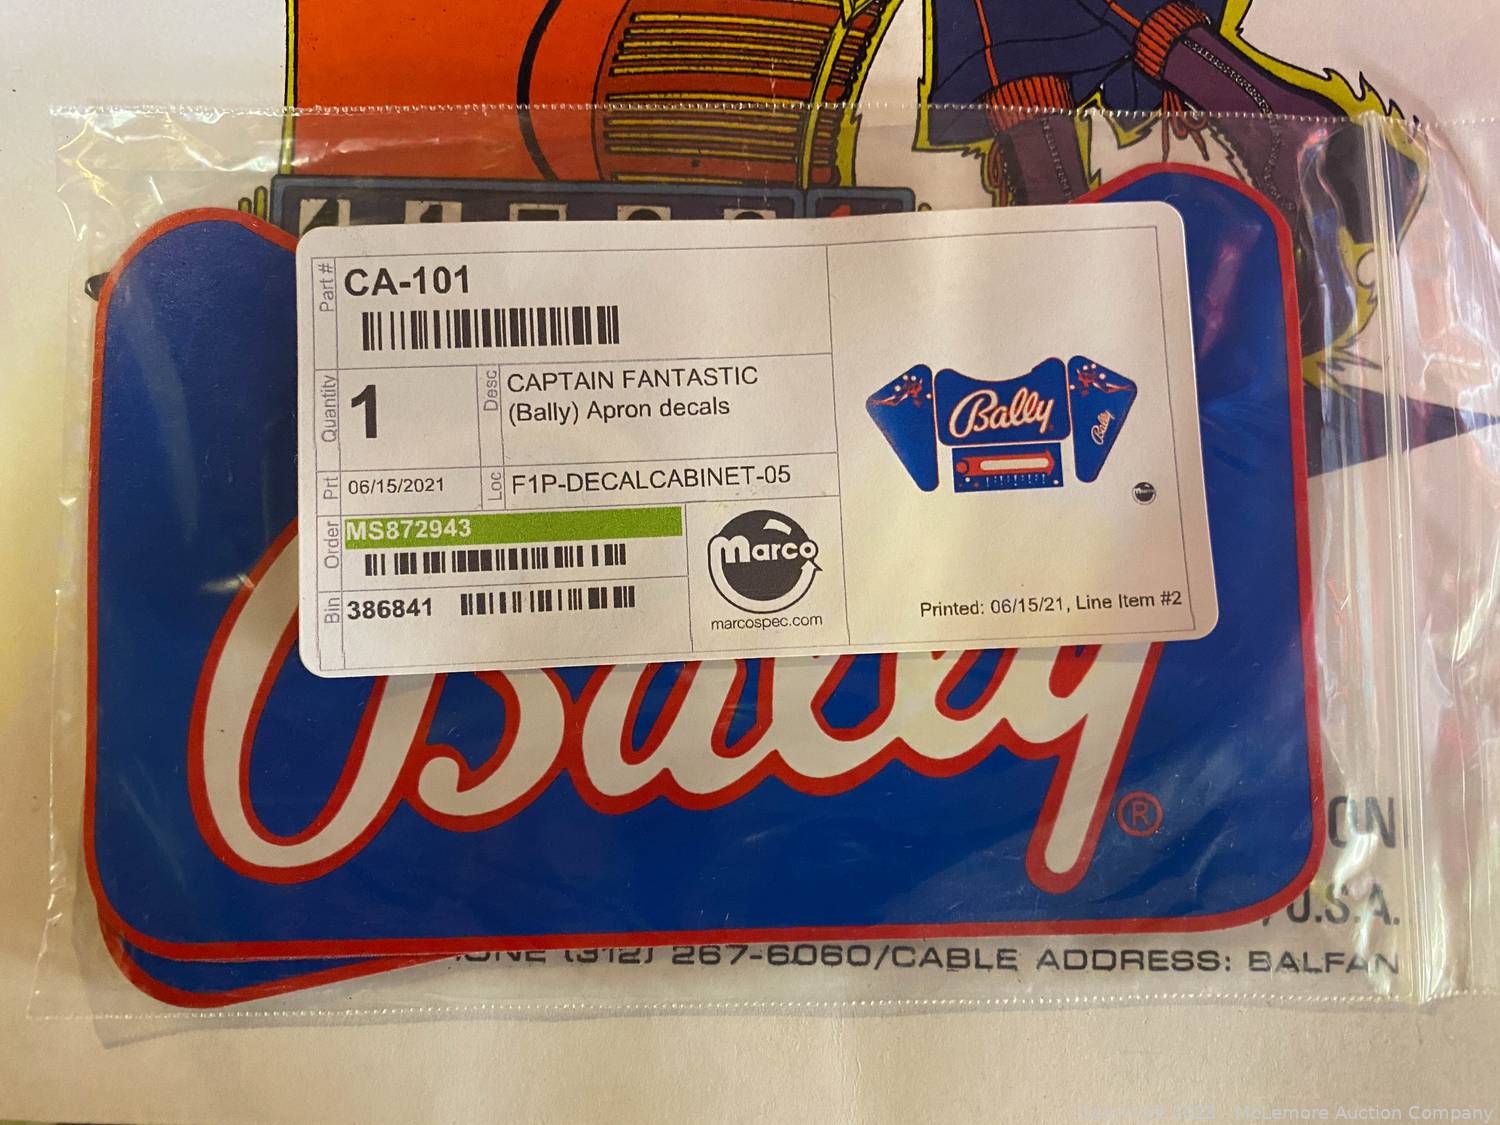 Part #
CA-101
Quantity
1
Desc
CAPTAIN FANTASTIC
(Bally) Apron decals
Prt
06/15/2021
Loc
F1P-DECALCABINET-05
Order
MS872943
Bin
386841
Marco
marcospec.com
Bally
Bally
Marco
Printed: 06/15/21, Line Item #2
Bally ®
ON
, U.S.A.
(312) 267-6060/CABLE ADDRESS: BALFAN
McLemore Auction Company